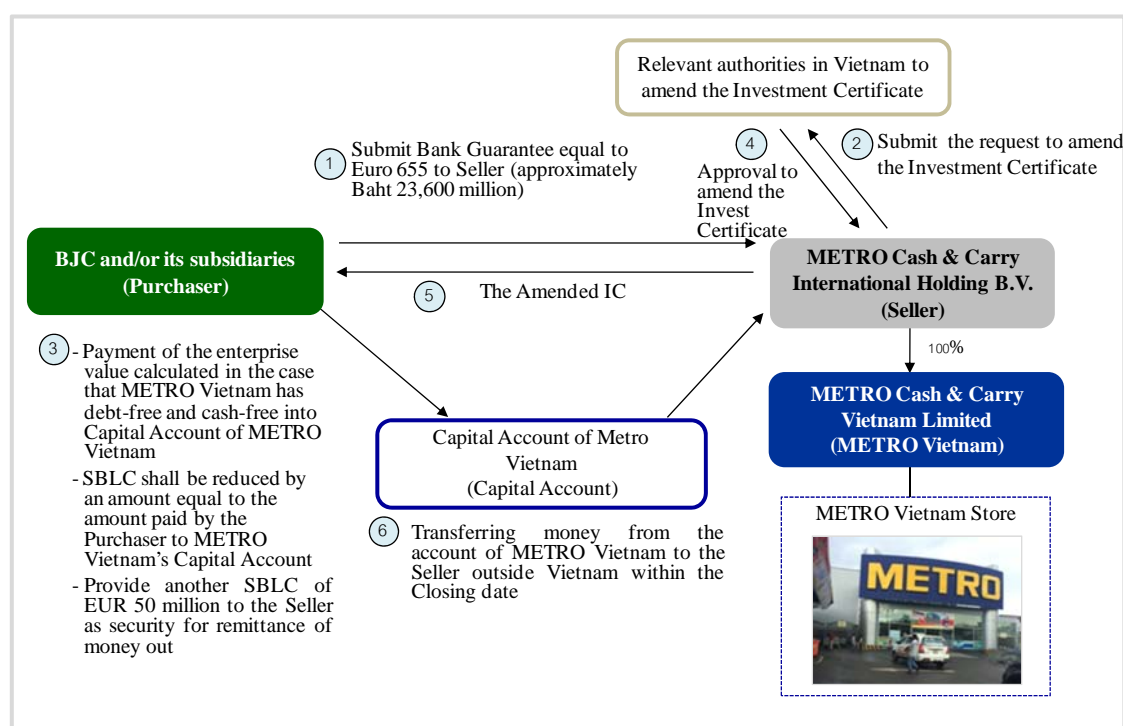 Relevant authorities in Vietnam to
amend the Investment Certificate
1
Submit Bank Guarantee equal to
Euro 655 to Seller (approximately
Baht 23,600 million)
4
Approval to
amend the
Invest
Certificate
2
Submit the request to amend
the Investment Certificate
BJC and/or its subsidiaries
(Purchaser)
5
The Amended IC
METRO Cash & Carry
International Holding B.V.
(Seller)
100%
3
- Payment of the enterprise
value calculated in the case
that METRO Vietnam has
debt-free and cash-free into
Capital Account of METRO
Vietnam
- SBLC shall be reduced by
an amount equal to the
amount paid by the
Purchaser to METRO
Vietnam's Capital Account
- Provide another SBLC of
EUR 50 million to the Seller
as security for remittance of
money out
Capital Account of Metro
Vietnam
(Capital Account)
6
Transferring money from the
account of METRO Vietnam to the
Seller outside Vietnam within the
Closing date
METRO Cash & Carry
Vietnam Limited
(METRO Vietnam)
METRO Vietnam Store
METRO